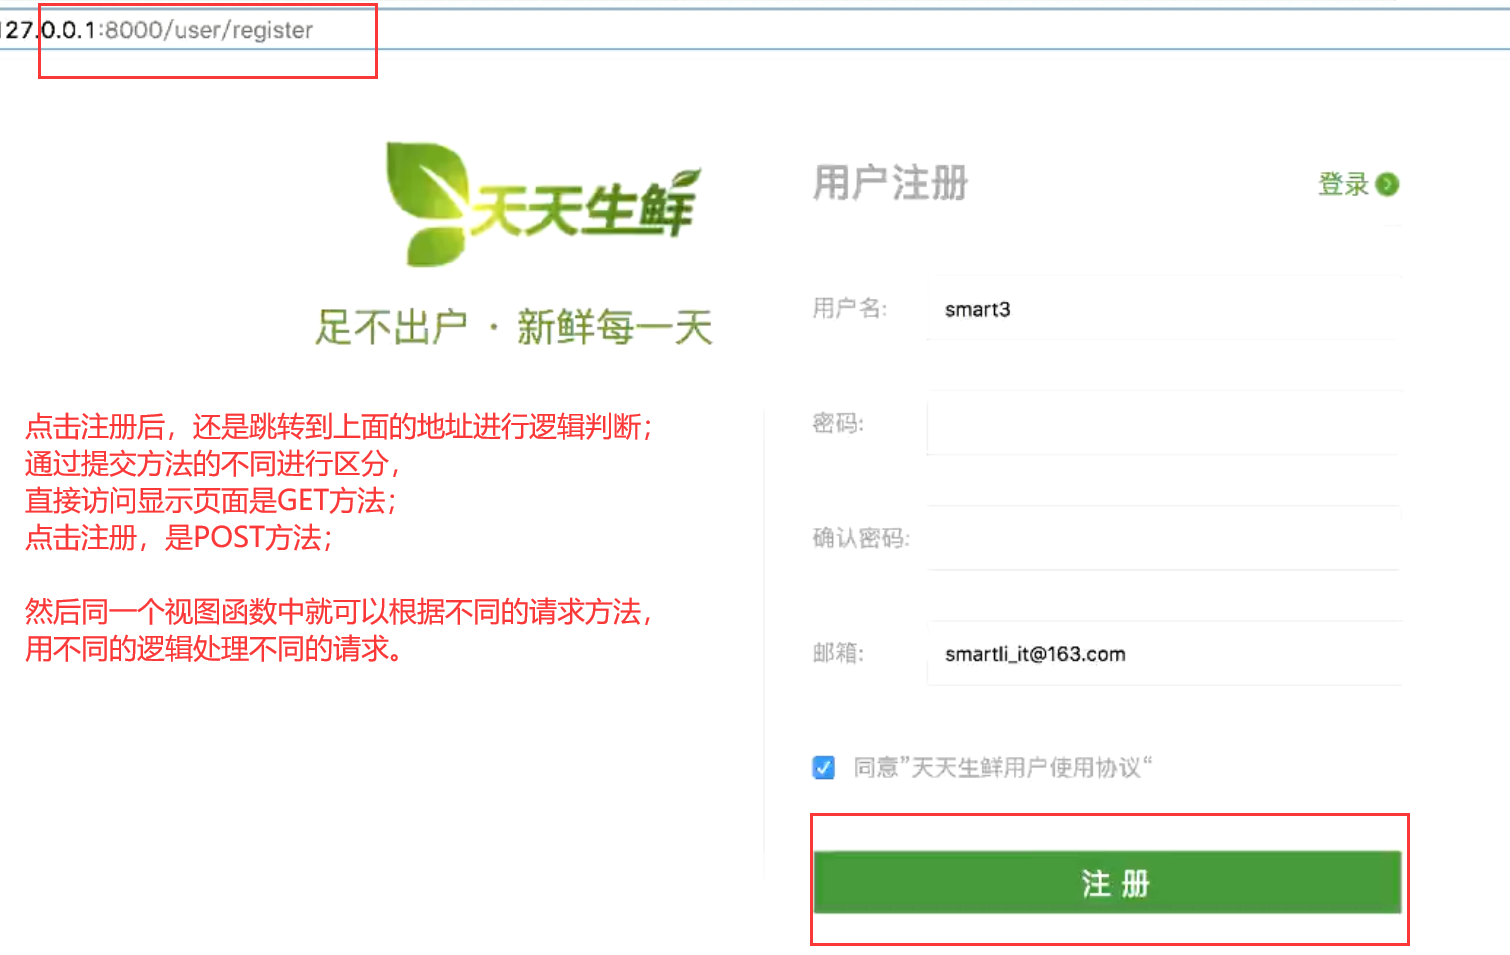 127.0.0.1:8000/user/register
天天生鲜
足不出户 · 新鲜每一天
用户注册
登录
用户名:
smart3
密码:
确认密码:
邮箱:
smartli_it@163.com
同意”天天生鲜用户使用协议“
注 册
点击注册后，还是跳转到上面的地址进行逻辑判断；
通过提交方法的不同进行区分，
直接访问显示页面是GET方法；
点击注册，是POST方法；
然后同一个视图函数中就可以根据不同的请求方法，
用不同的逻辑处理不同的请求。